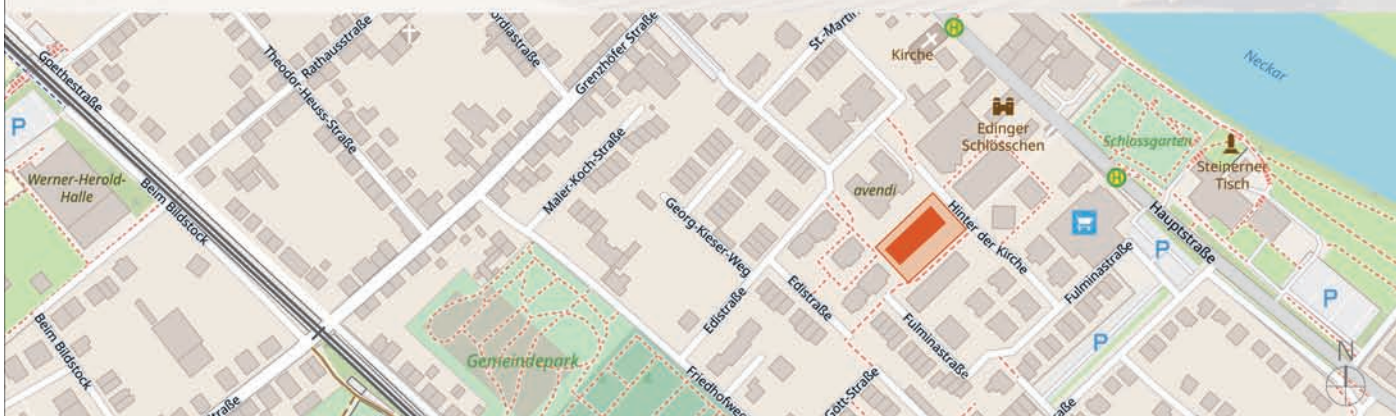 Goethestraße
Theodor-Heuss-Straße
Rathausstraße
Grenzhöfer Straße
St.-Martin
Kirche
Neckar
Edinger
Schlösschen
Schlossgarten
Steinerner
Tisch
P
Werner-Herold-
Halle
Beim Bildstock
Maler-Koch-Straße
Georg-Kieser-Weg
avendi
Hinter der Kirche
Hauptstraße
P
P
Fulminastraße
Edistraße
Edistraße
Fulminastraße
P
Beim Bildstock
Gemeindepark
Friedhofweg
Gött-Straße
N
H
H